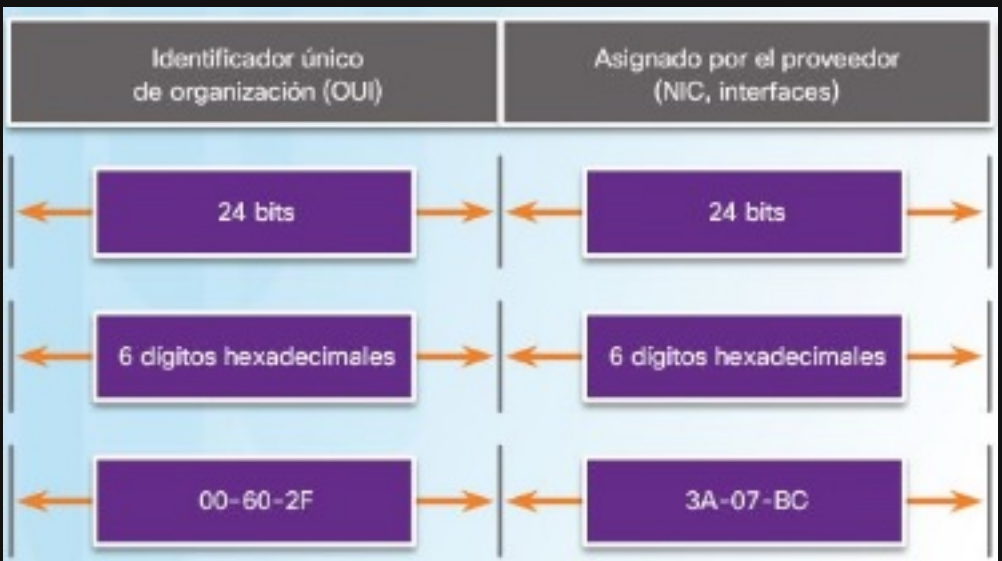 Identificador único
de organización (OUI)
Asignado por el proveedor
(NIC, interfaces)
24 bits
24 bits
6 dígitos hexadecimales
6 dígitos hexadecimales
00-60-2F
3A-07-BC